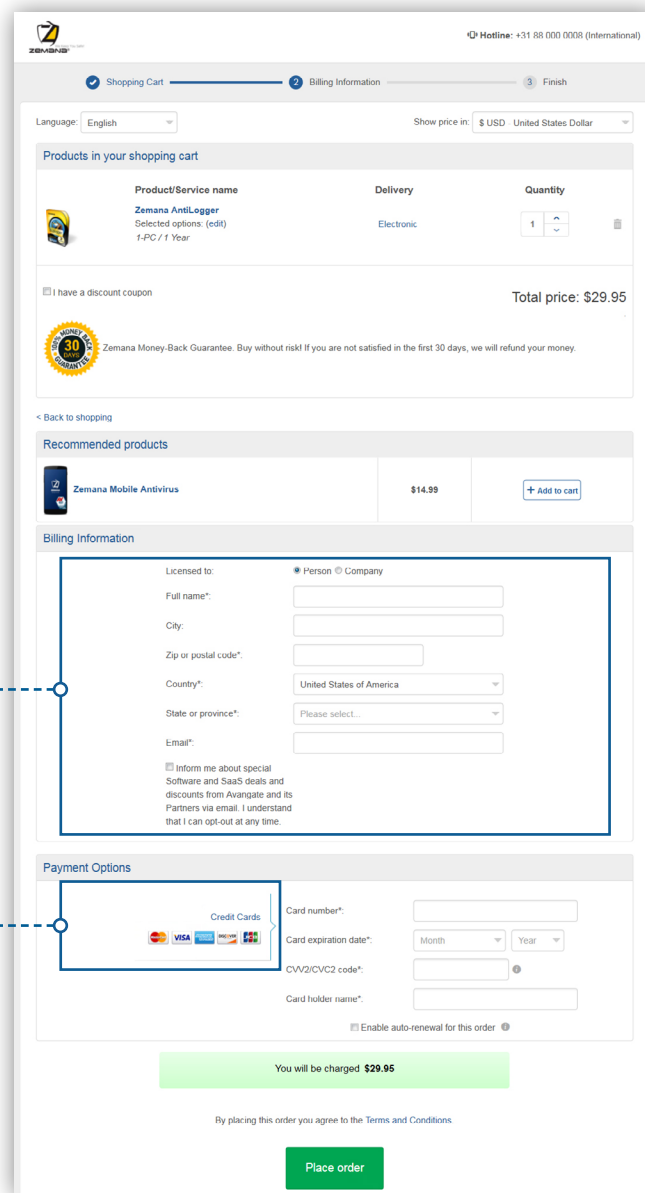 ZEMANA
Hotline: +31 88 000 0008 (International)
Shopping Cart 2 Billing Information 3 Finish
Language: English Show price in: $ USD - United States Dollar
Products in your shopping cart
Product/Service name Delivery Quantity
Zemana AntiLogger
Selected options: (edit) Electronic 1
1-PC / 1 Year
I have a discount coupon
Total price: $29.95
100% MONEY BACK
30
DAYS
GUARANTEE
Zemana Money-Back Guarantee. Buy without risk! If you are not satisfied in the first 30 days, we will refund your money.
< Back to shopping
Recommended products
Zemana Mobile Antivirus $14.99 + Add to cart
Billing Information
Licensed to: Person Company
Full name*:
City:
Zip or postal code*:
Country*: United States of America
State or province*: Please select...
Email*:
Inform me about special
Software and SaaS deals and
discounts from Avangate and its
Partners via email. I understand
that I can opt-out at any time.
Payment Options
Credit Cards
VISA DISCOVER JCB
Card number*:
Card expiration date*: Month Year
CVV2/CVC2 code*:
Card holder name*:
Enable auto-renewal for this order
You will be charged $29.95
By placing this order you agree to the Terms and Conditions
Place order